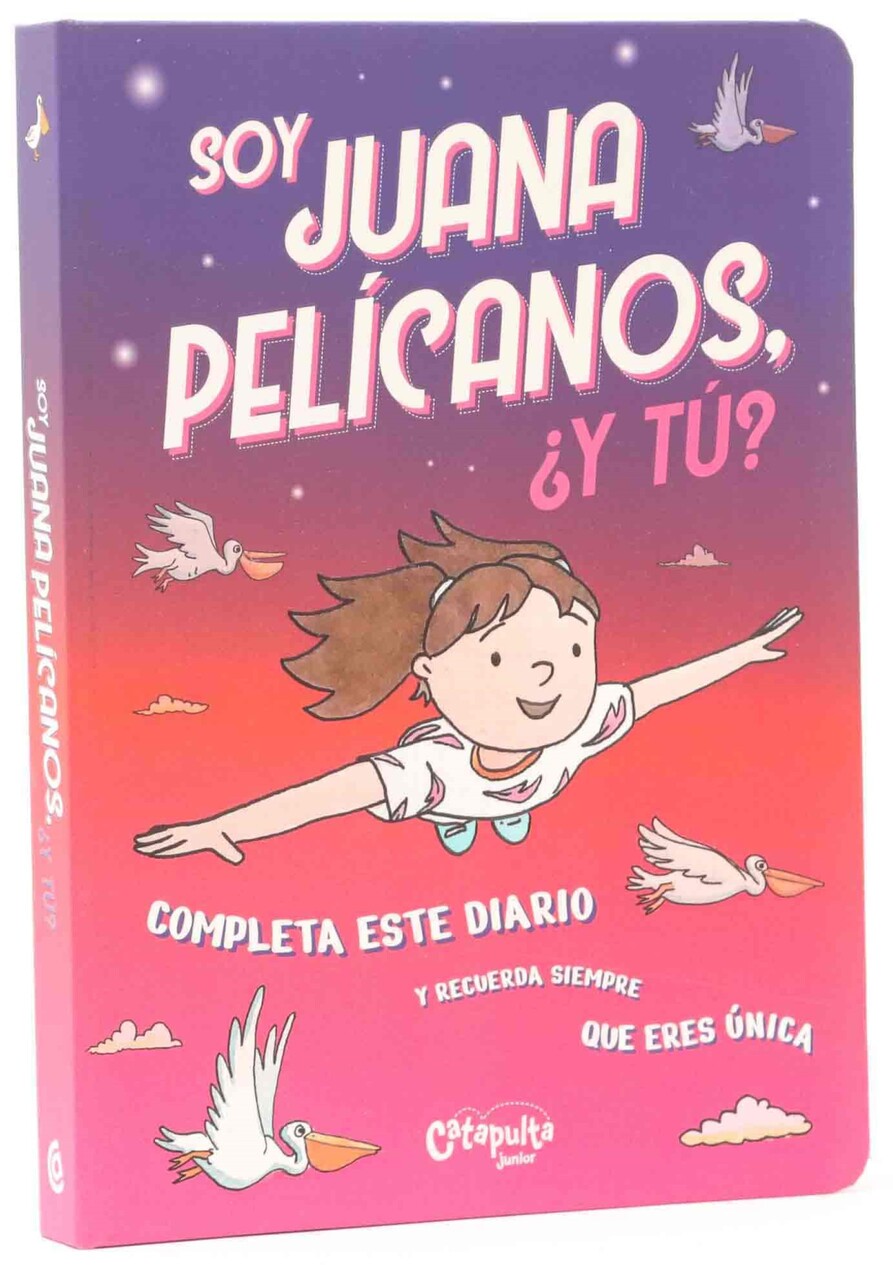 SOY JUANA
PELÍCANOS,
¿Y TÚ?
COMPLETA ESTE DIARIO
Y RECUERDA SIEMPRE
QUE ERES ÚNICA
Catapulta
junior
SOY JUANA PELÍCANOS, ¿Y TÚ?